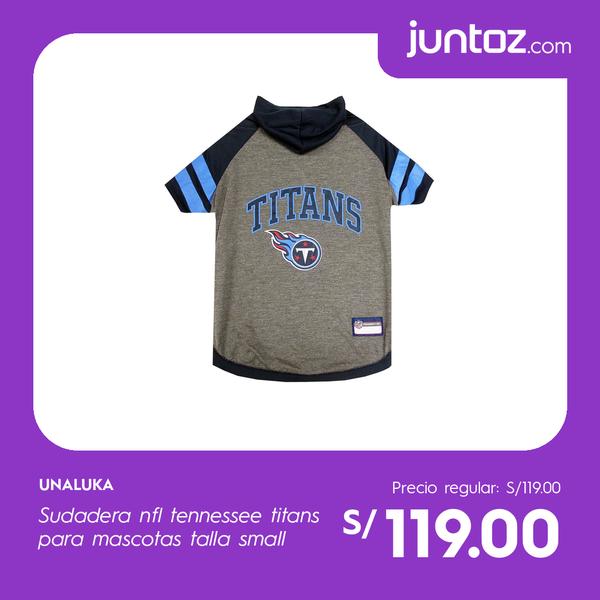 juntoz.com
TITANS
T
UNALUKA
Sudadera nfl tennessee titans
para mascotas talla small
Precio regular: S/119.00
S/119.00